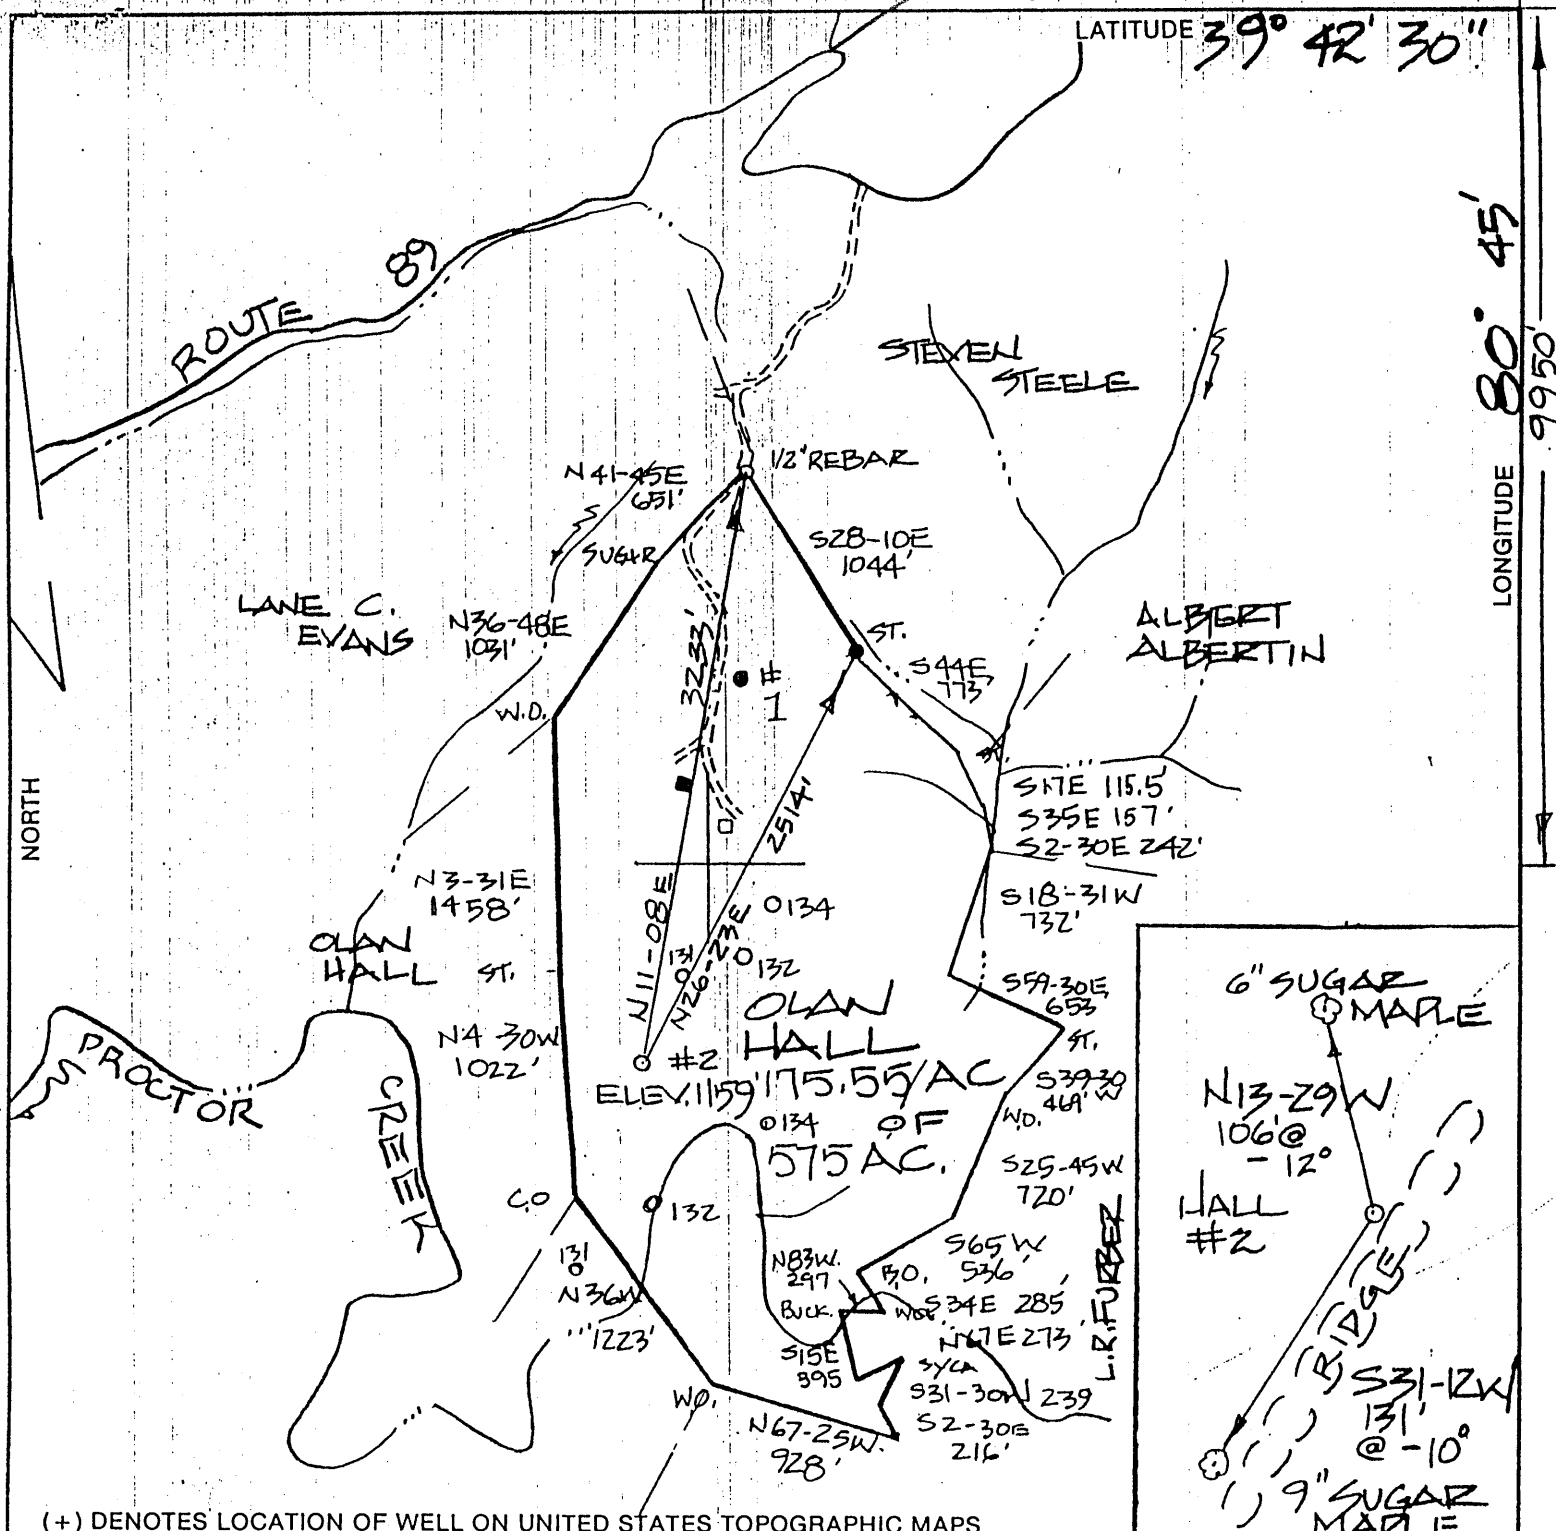 LATITUDE 39° 42' 30"
LONGITUDE 80° 45'
9950'
NORTH
ROUTE 89
STEVEN
STEELE
1/2" REBAR
N41-45E
651'
SUGAR
S28-10E
1044'
LANE C.
EVANS
N36-48E
1031'
W.O.
ALBERT
ALBERTIN
ST.
S44E
773'
3233'
#
1
2514'
S17E 115.5'
S35E 157'
S2-30E 242'
S18-31W
732'
N3-31E
1458'
OLAN
HALL
ST.
N11-08E
N26-23E
134
131
132
S59-30E
653
ST.
N4-30W
1022'
PROCTOR
CREEK
OLAN
HALL
#2
ELEV. 1159'
175.55/AC
OF
575 AC.
134
S39-30
469' W
W.O.
S25-45W
720'
C.O
132
131
N36W
1223'
S65W
536'
N83W.
297
B.O.
BUCK.
S34E 285'
N67E 273'
S15E
395
SYCA
S31-30W 239
S2-30E
216'
L.R. FURBEE
W.O.
N67-25W.
928'
6" SUGAR
MAPLE
N13-29W
106' @
-12°
HALL
#2
RIDGE
S31-12W
131'
@ -10°
9" SUGAR
MAPLE
(+) DENOTES LOCATION OF WELL ON UNITED STATES TOPOGRAPHIC MAPS